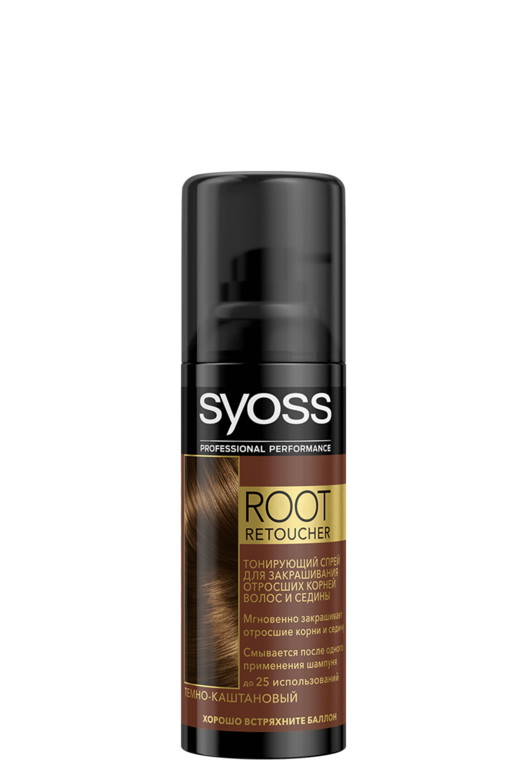 syoss
PROFESSIONAL PERFORMANCE
ROOT
RETOUCHER
ТОНИРУЮЩИЙ СПРЕЙ
ДЛЯ ЗАКРАШИВАНИЯ
ОТРОСШИХ КОРНЕЙ
ВОЛОС И СЕДИНЫ
Мгновенно закрашивает
отросшие корни и седину
Смывается после одного
применения шампуня
до 25 использований
ТЕМНО-КАШТАНОВЫЙ
ХОРОШО ВСТРЯХНИТЕ БАЛЛОН